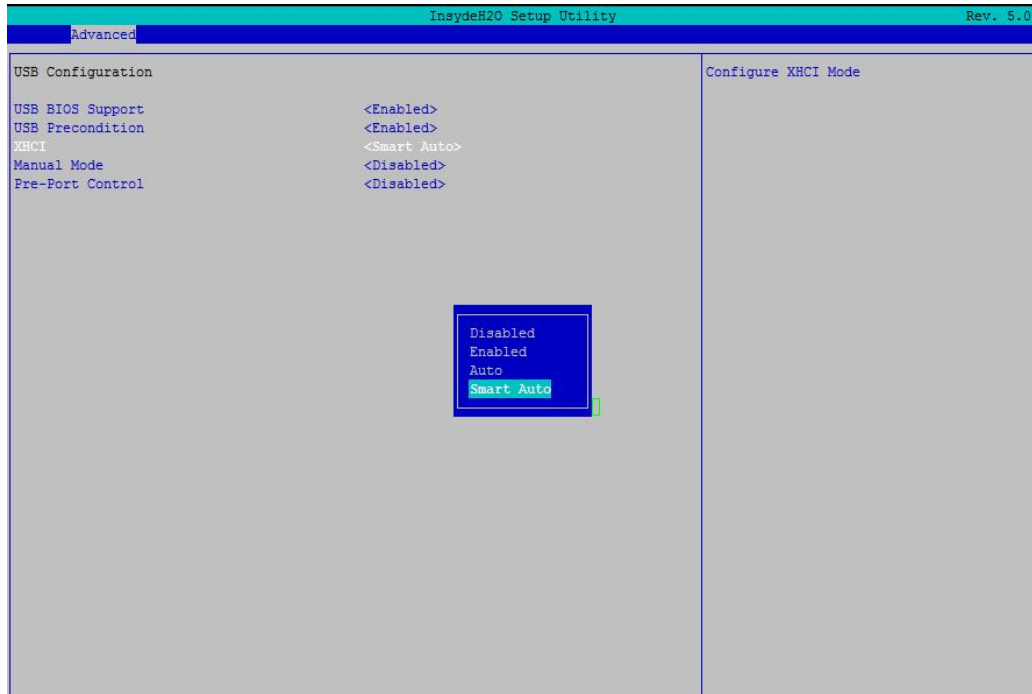 InsydeH2O Setup Utility Rev. 5.0
Advanced
USB Configuration Configure XHCI Mode
USB BIOS Support <Enabled>
USB Precondition <Enabled>
XHCI <Smart Auto>
Manual Mode <Disabled>
Pre-Port Control <Disabled>
Disabled
Enabled
Auto
Smart Auto